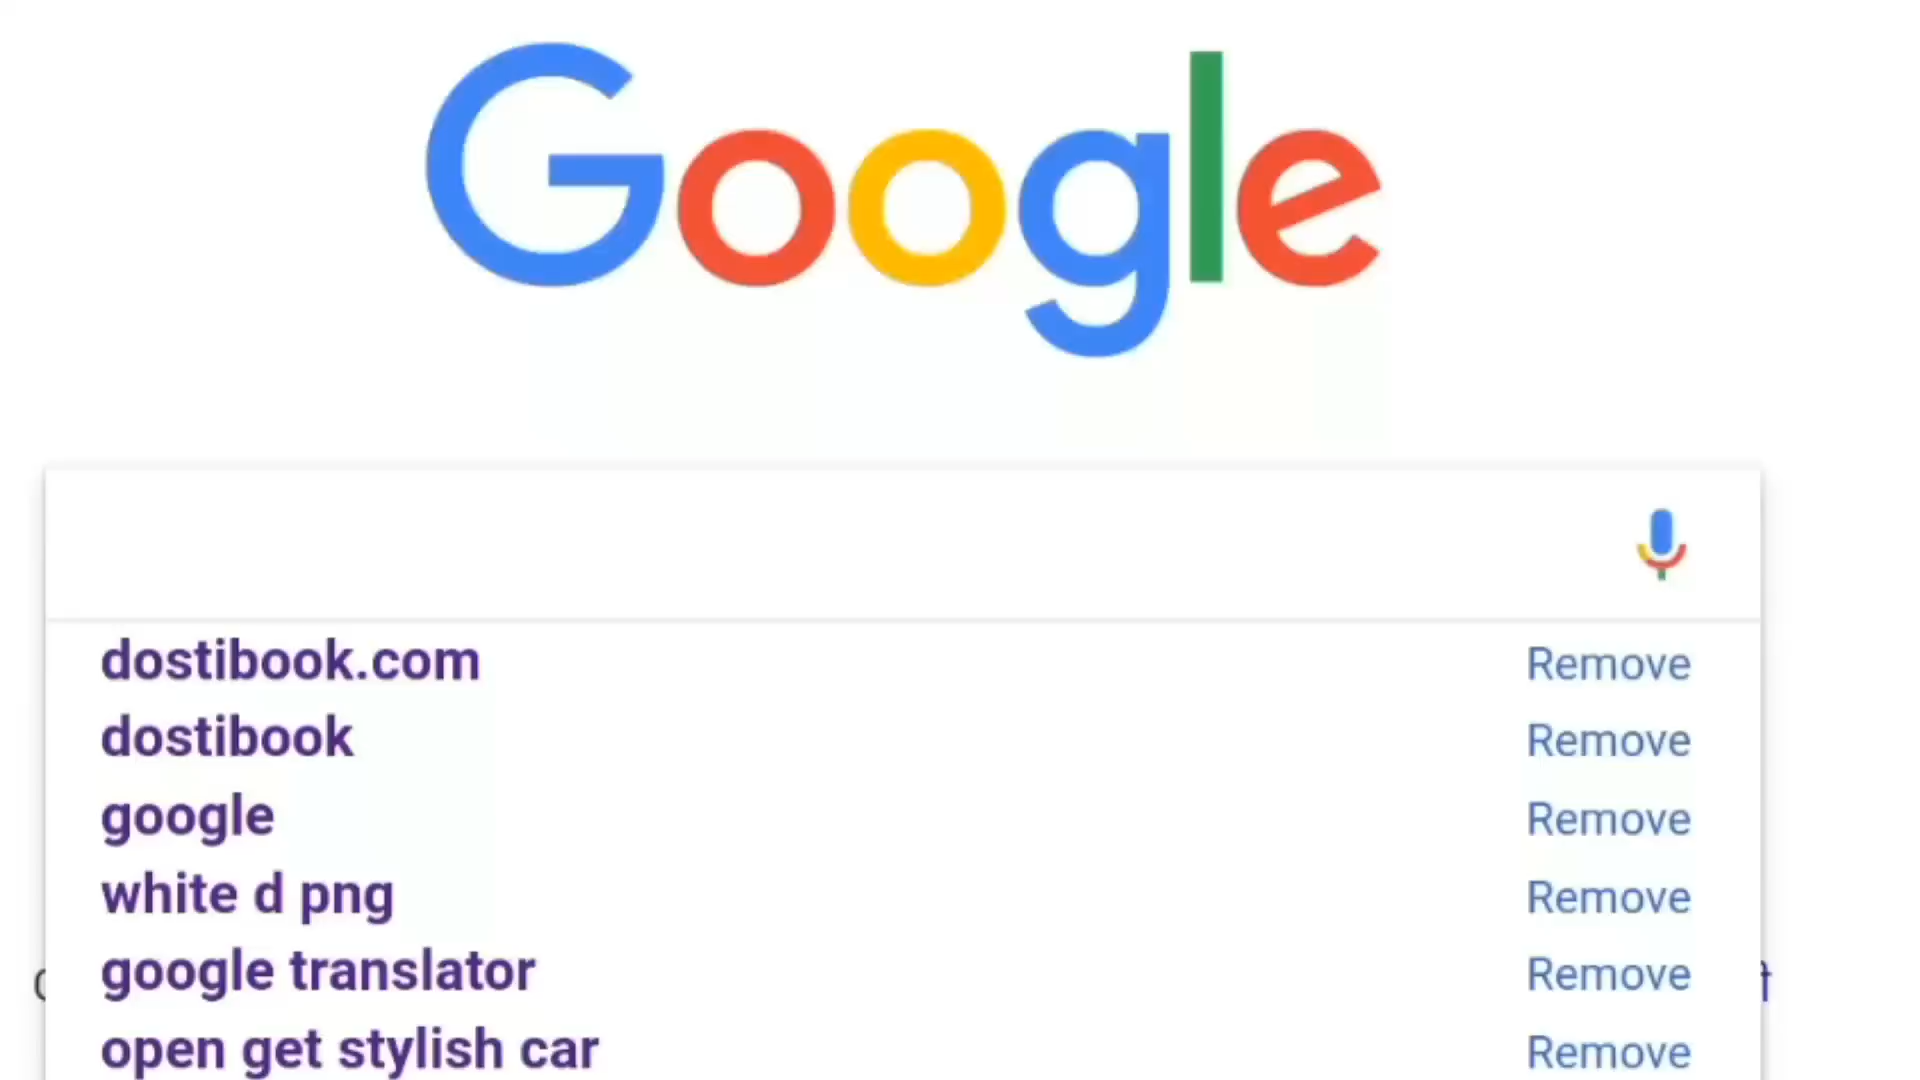 Google
dostibook.com Remove
dostibook Remove
google Remove
white d png Remove
google translator Remove
open get stylish car Remove